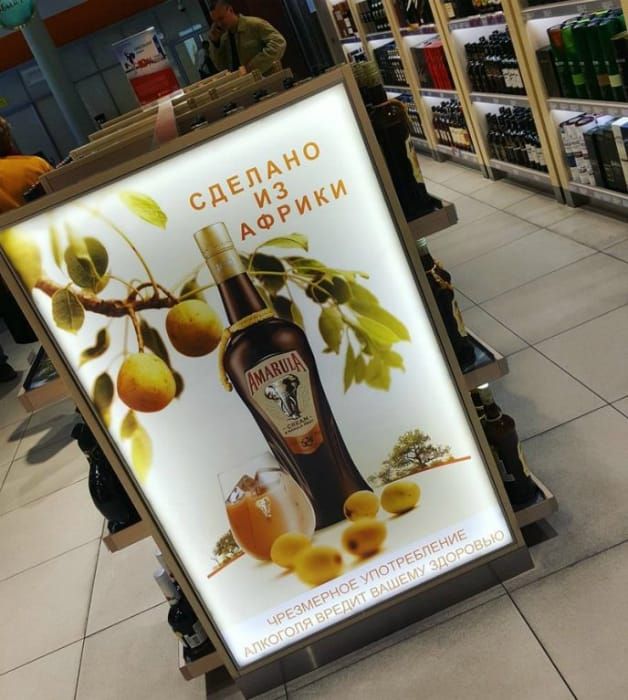 СДЕЛАНО
ИЗ
АФРИКИ
AMARULA
CREAM
ЧРЕЗМЕРНОЕ УПОТРЕБЛЕНИЕ
АЛКОГОЛЯ ВРЕДИТ ВАШЕМУ ЗДОРОВЬЮ